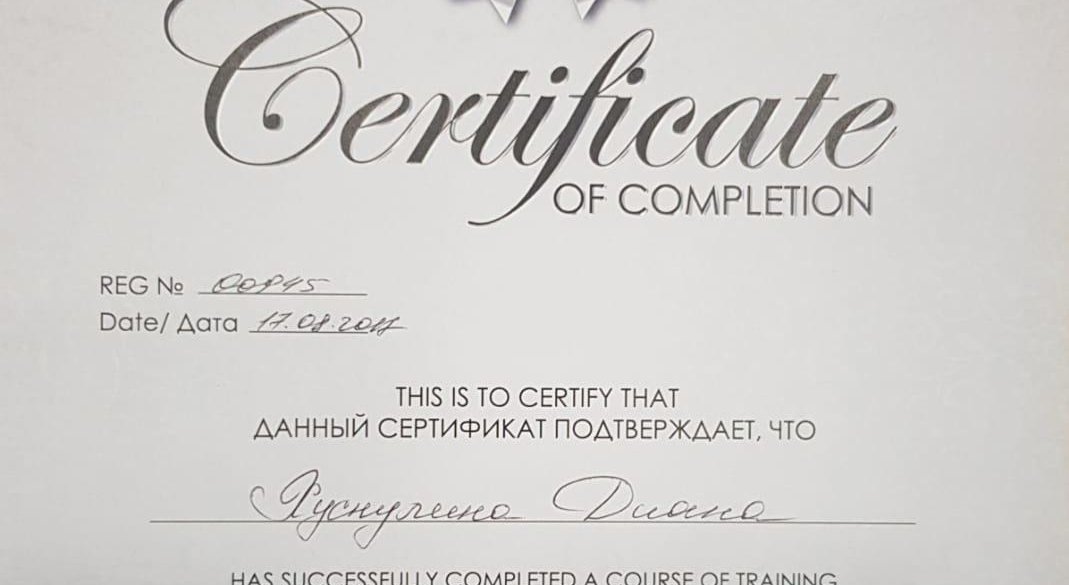 Certificate
OF COMPLETION
REG №
Date/ Дата 17.08.2017
THIS IS TO CERTIFY THAT
ДАННЫЙ СЕРТИФИКАТ ПОДТВЕРЖДАЕТ, ЧТО
Хуснулина Диана
HAS SUCCESSFULLY COMPLETED A COURSE OF TRAINING